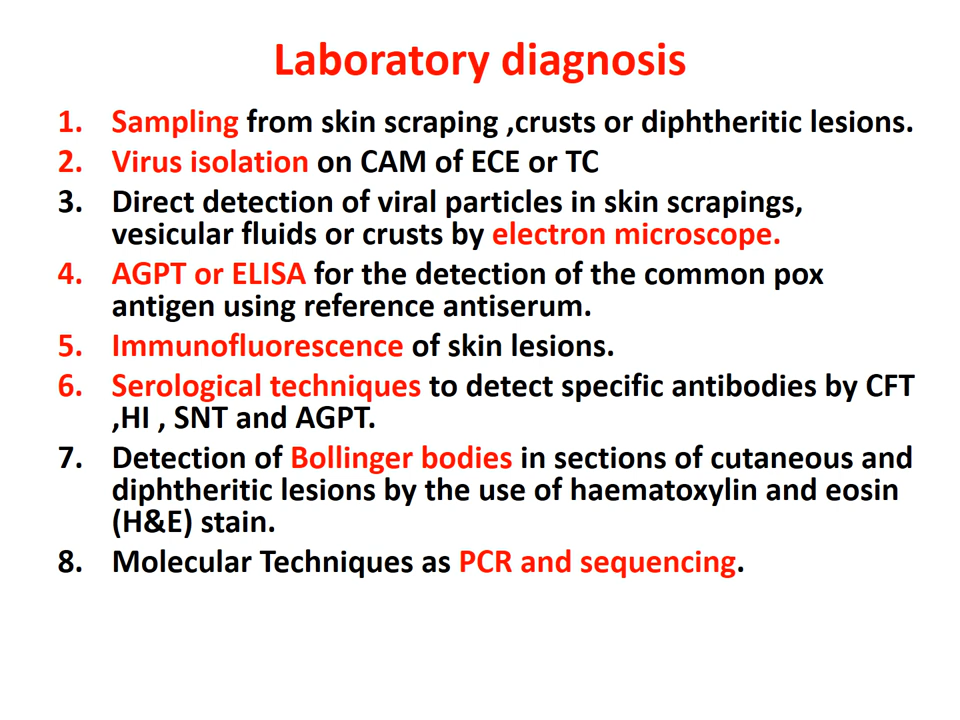 Laboratory diagnosis
1. Sampling from skin scraping ,crusts or diphtheritic lesions.
2. Virus isolation on CAM of ECE or TC
3. Direct detection of viral particles in skin scrapings,
vesicular fluids or crusts by electron microscope.
4. AGPT or ELISA for the detection of the common pox
antigen using reference antiserum.
5. Immunofluorescence of skin lesions.
6. Serological techniques to detect specific antibodies by CFT
,HI , SNT and AGPT.
7. Detection of Bollinger bodies in sections of cutaneous and
diphtheritic lesions by the use of haematoxylin and eosin
(H&E) stain.
8. Molecular Techniques as PCR and sequencing.